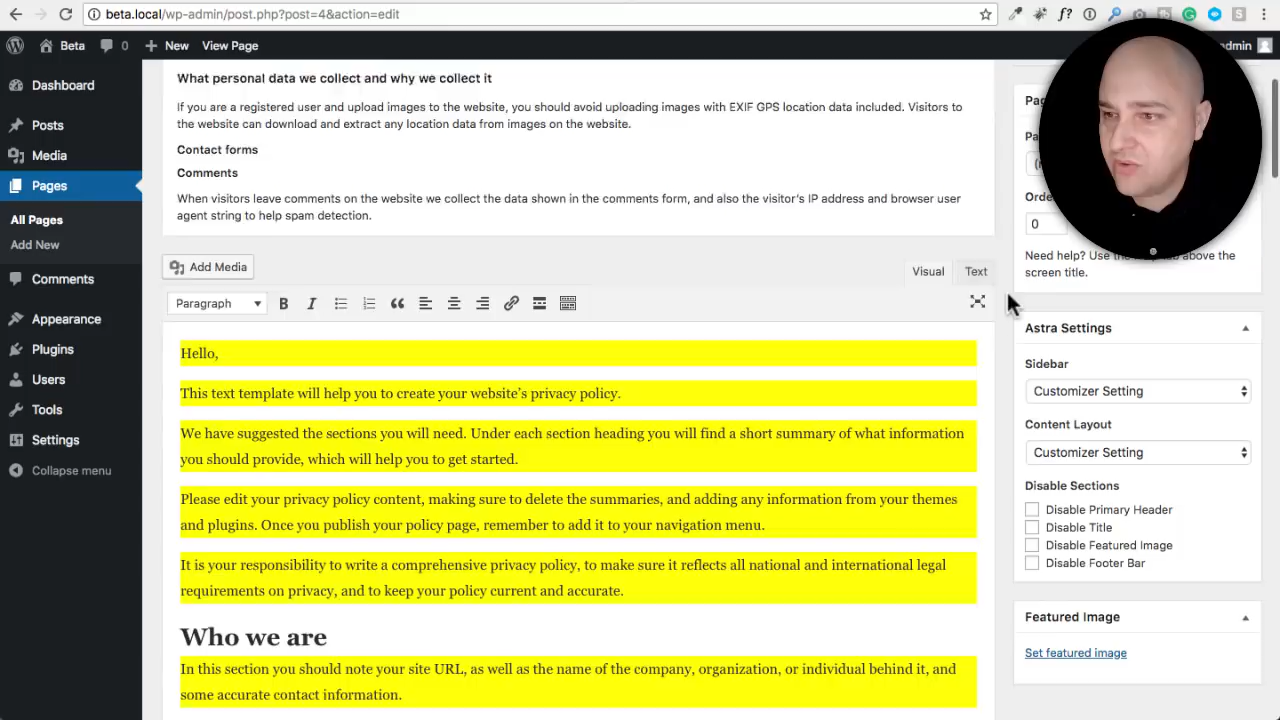 beta.local/wp-admin/post.php?post=4&action=edit
Beta 0 New View Page
admin
Dashboard
Posts
Media
Pages
All Pages
Add New
Comments
Appearance
Plugins
Users
Tools
Settings
Collapse menu
What personal data we collect and why we collect it
If you are a registered user and upload images to the website, you should avoid uploading images with EXIF GPS location data included. Visitors to
the website can download and extract any location data from images on the website.
Contact forms
Comments
When visitors leave comments on the website we collect the data shown in the comments form, and also the visitor's IP address and browser user
agent string to help spam detection.
Add Media
Visual Text
Paragraph
Hello,
This text template will help you to create your website's privacy policy.
We have suggested the sections you will need. Under each section heading you will find a short summary of what information
you should provide, which will help you to get started.
Please edit your privacy policy content, making sure to delete the summaries, and adding any information from your themes
and plugins. Once you publish your policy page, remember to add it to your navigation menu.
It is your responsibility to write a comprehensive privacy policy, to make sure it reflects all national and international legal
requirements on privacy, and to keep your policy current and accurate.
Who we are
In this section you should note your site URL, as well as the name of the company, organization, or individual behind it, and
some accurate contact information.
0
Need help? Use above the
screen title.
Astra Settings
Sidebar
Customizer Setting
Content Layout
Customizer Setting
Disable Sections
Disable Primary Header
Disable Title
Disable Featured Image
Disable Footer Bar
Featured Image
Set featured image